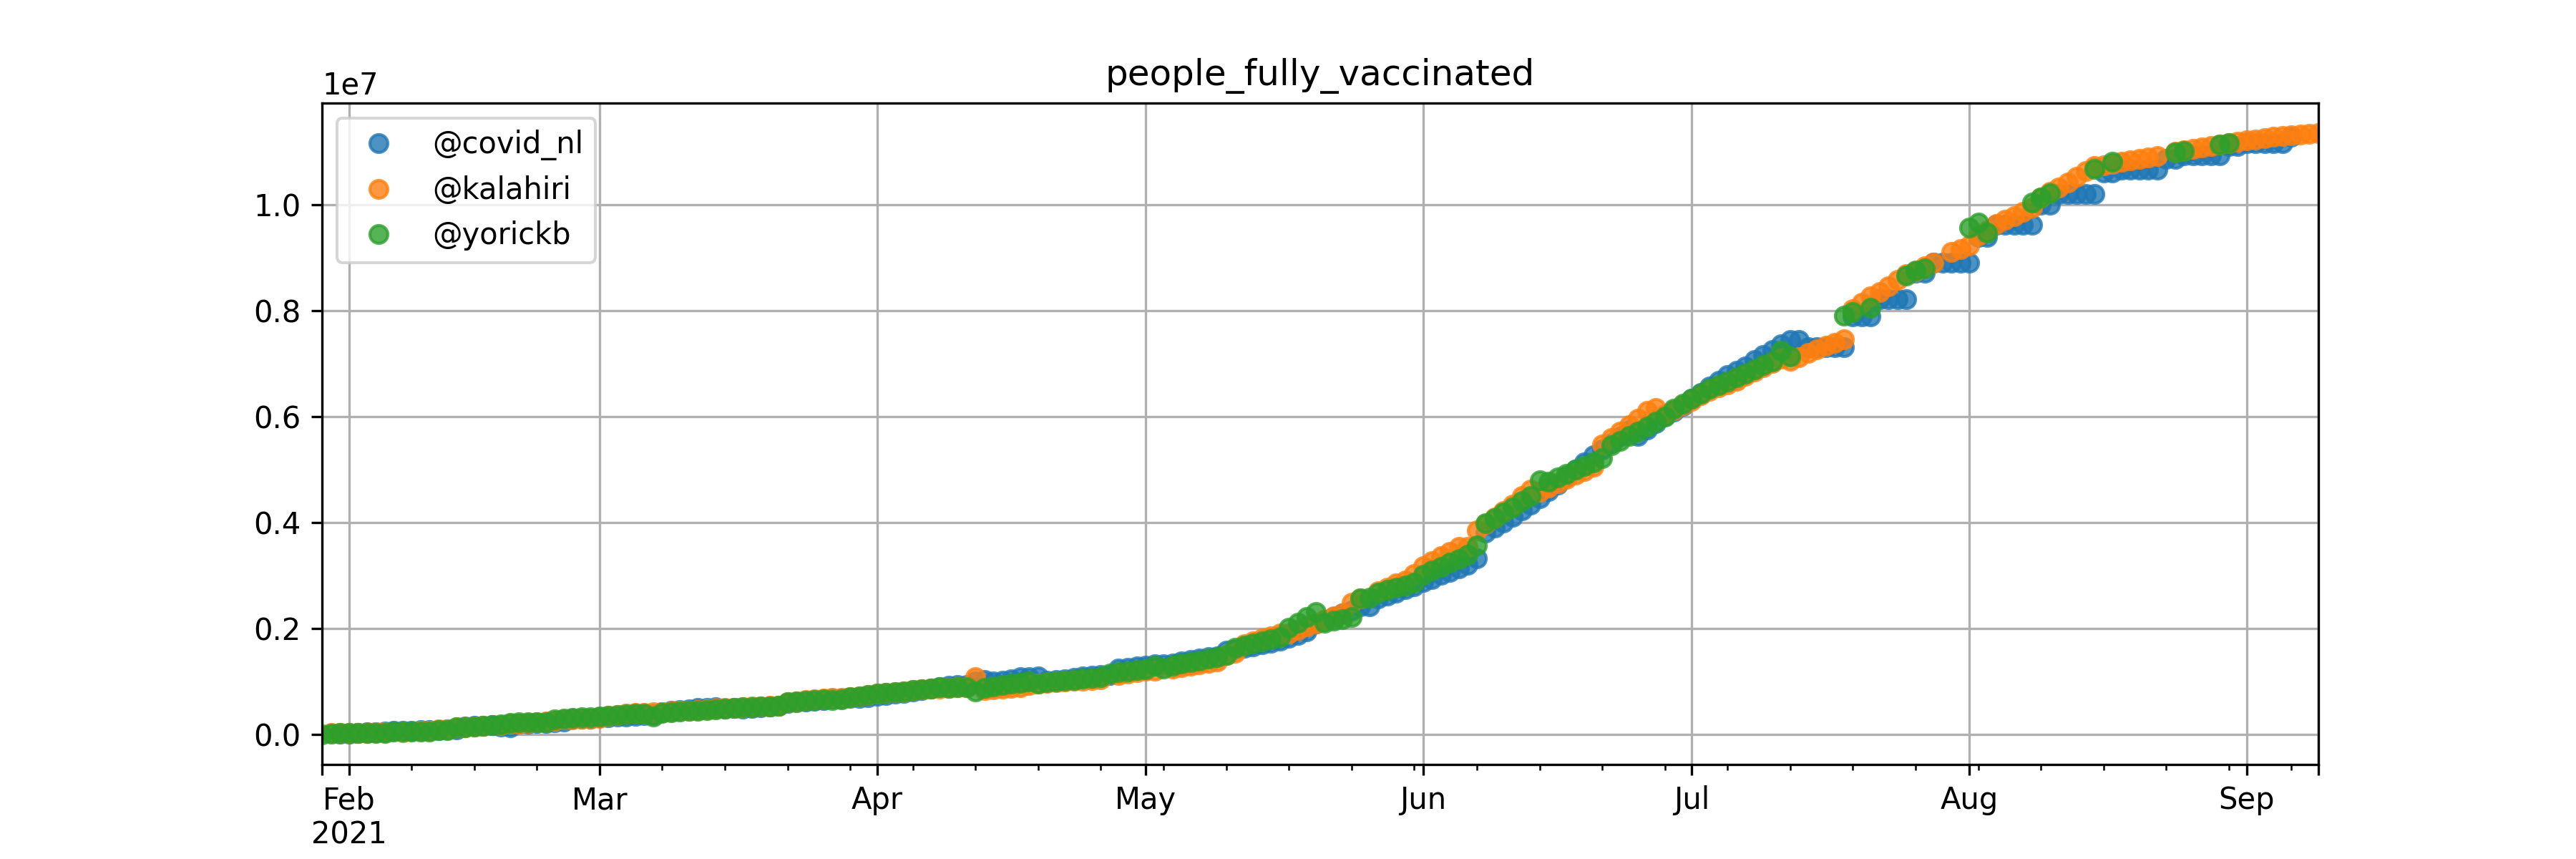 people_fully_vaccinated
1e7
@covid_nl
@kalahiri
@yorickb
1.0
0.8
0.6
0.4
0.2
0.0
Feb Mar Apr May Jun Jul Aug Sep
2021